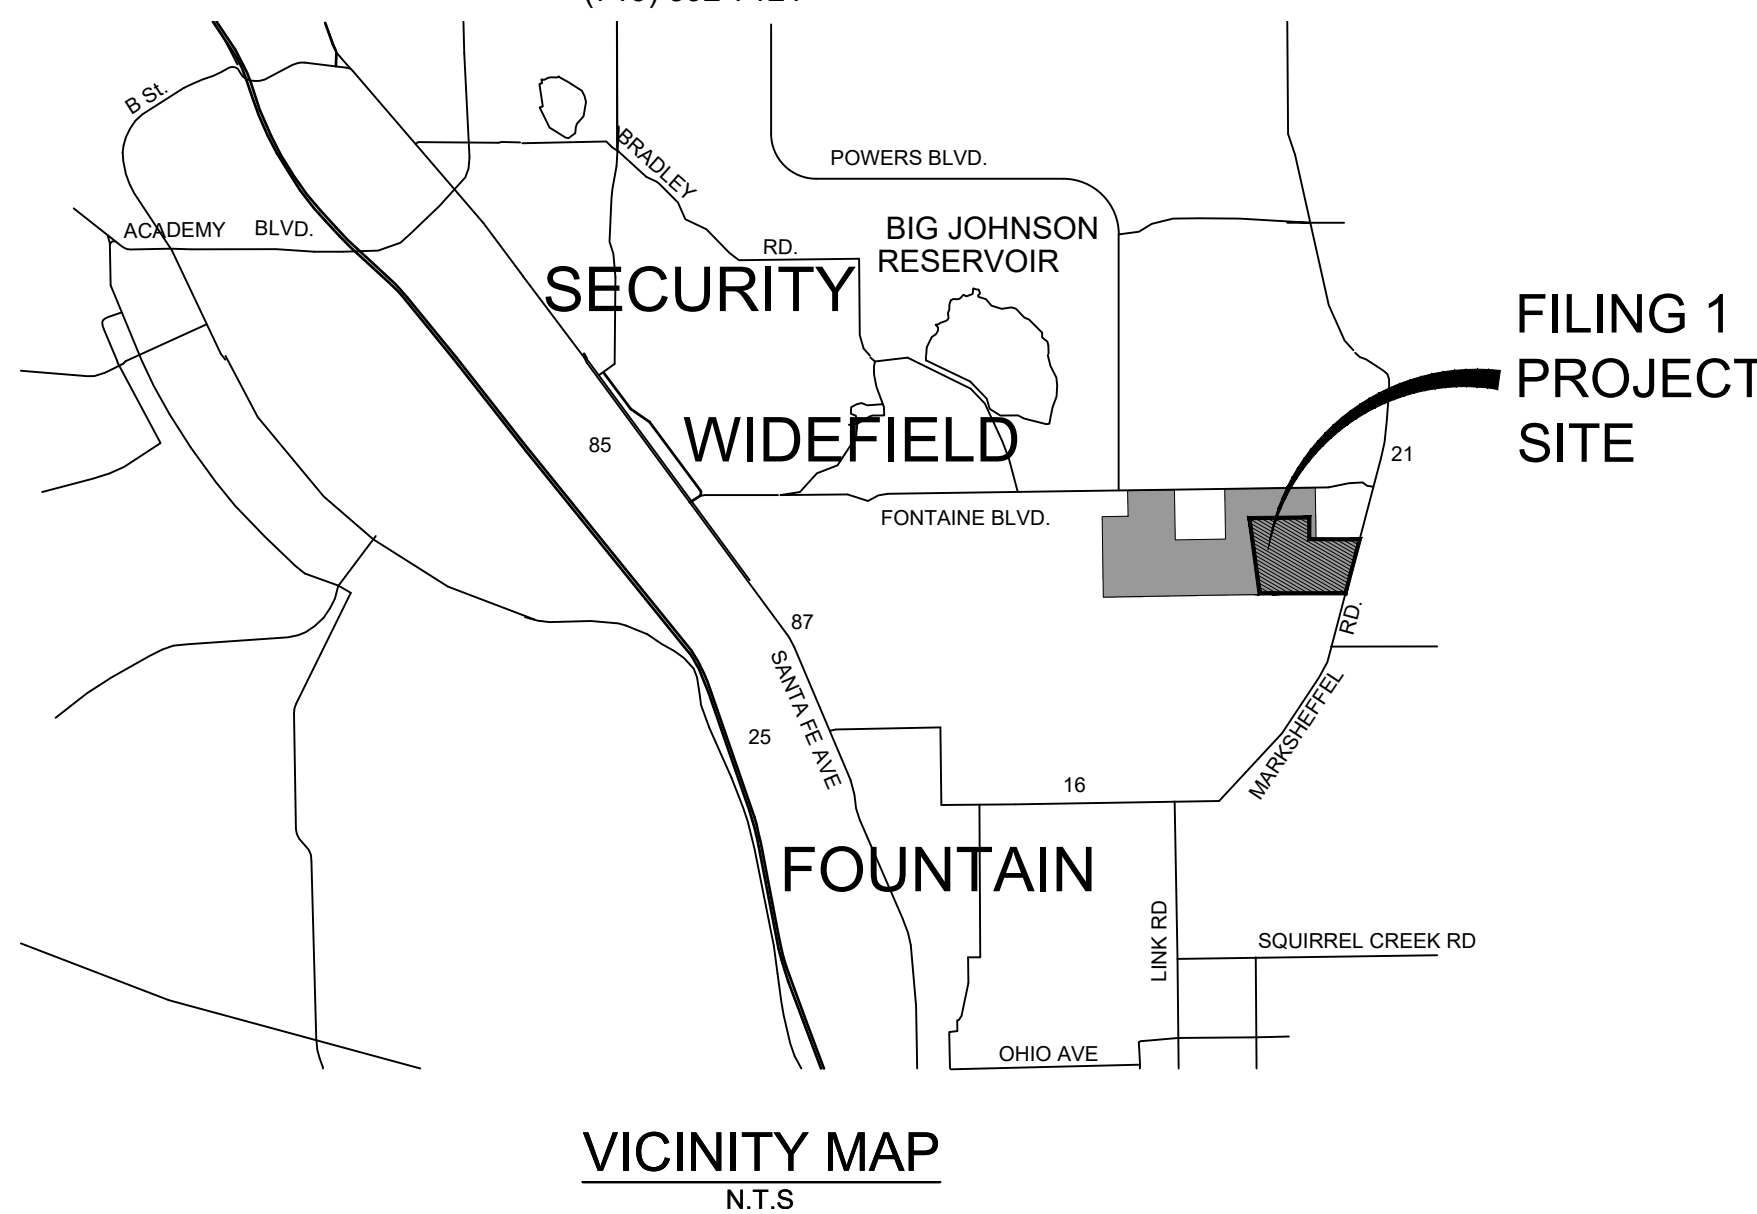 B St.
BRADLEY
POWERS BLVD.
ACADEMY BLVD.
RD.
BIG JOHNSON
RESERVOIR
SECURITY
FILING 1
PROJECT
SITE
85
WIDEFIELD
21
FONTAINE BLVD.
87
RD.
SANTA FE AVE
25
MARKSHEFFEL
16
FOUNTAIN
LINK RD
SQUIRREL CREEK RD
OHIO AVE
VICINITY MAP
N.T.S